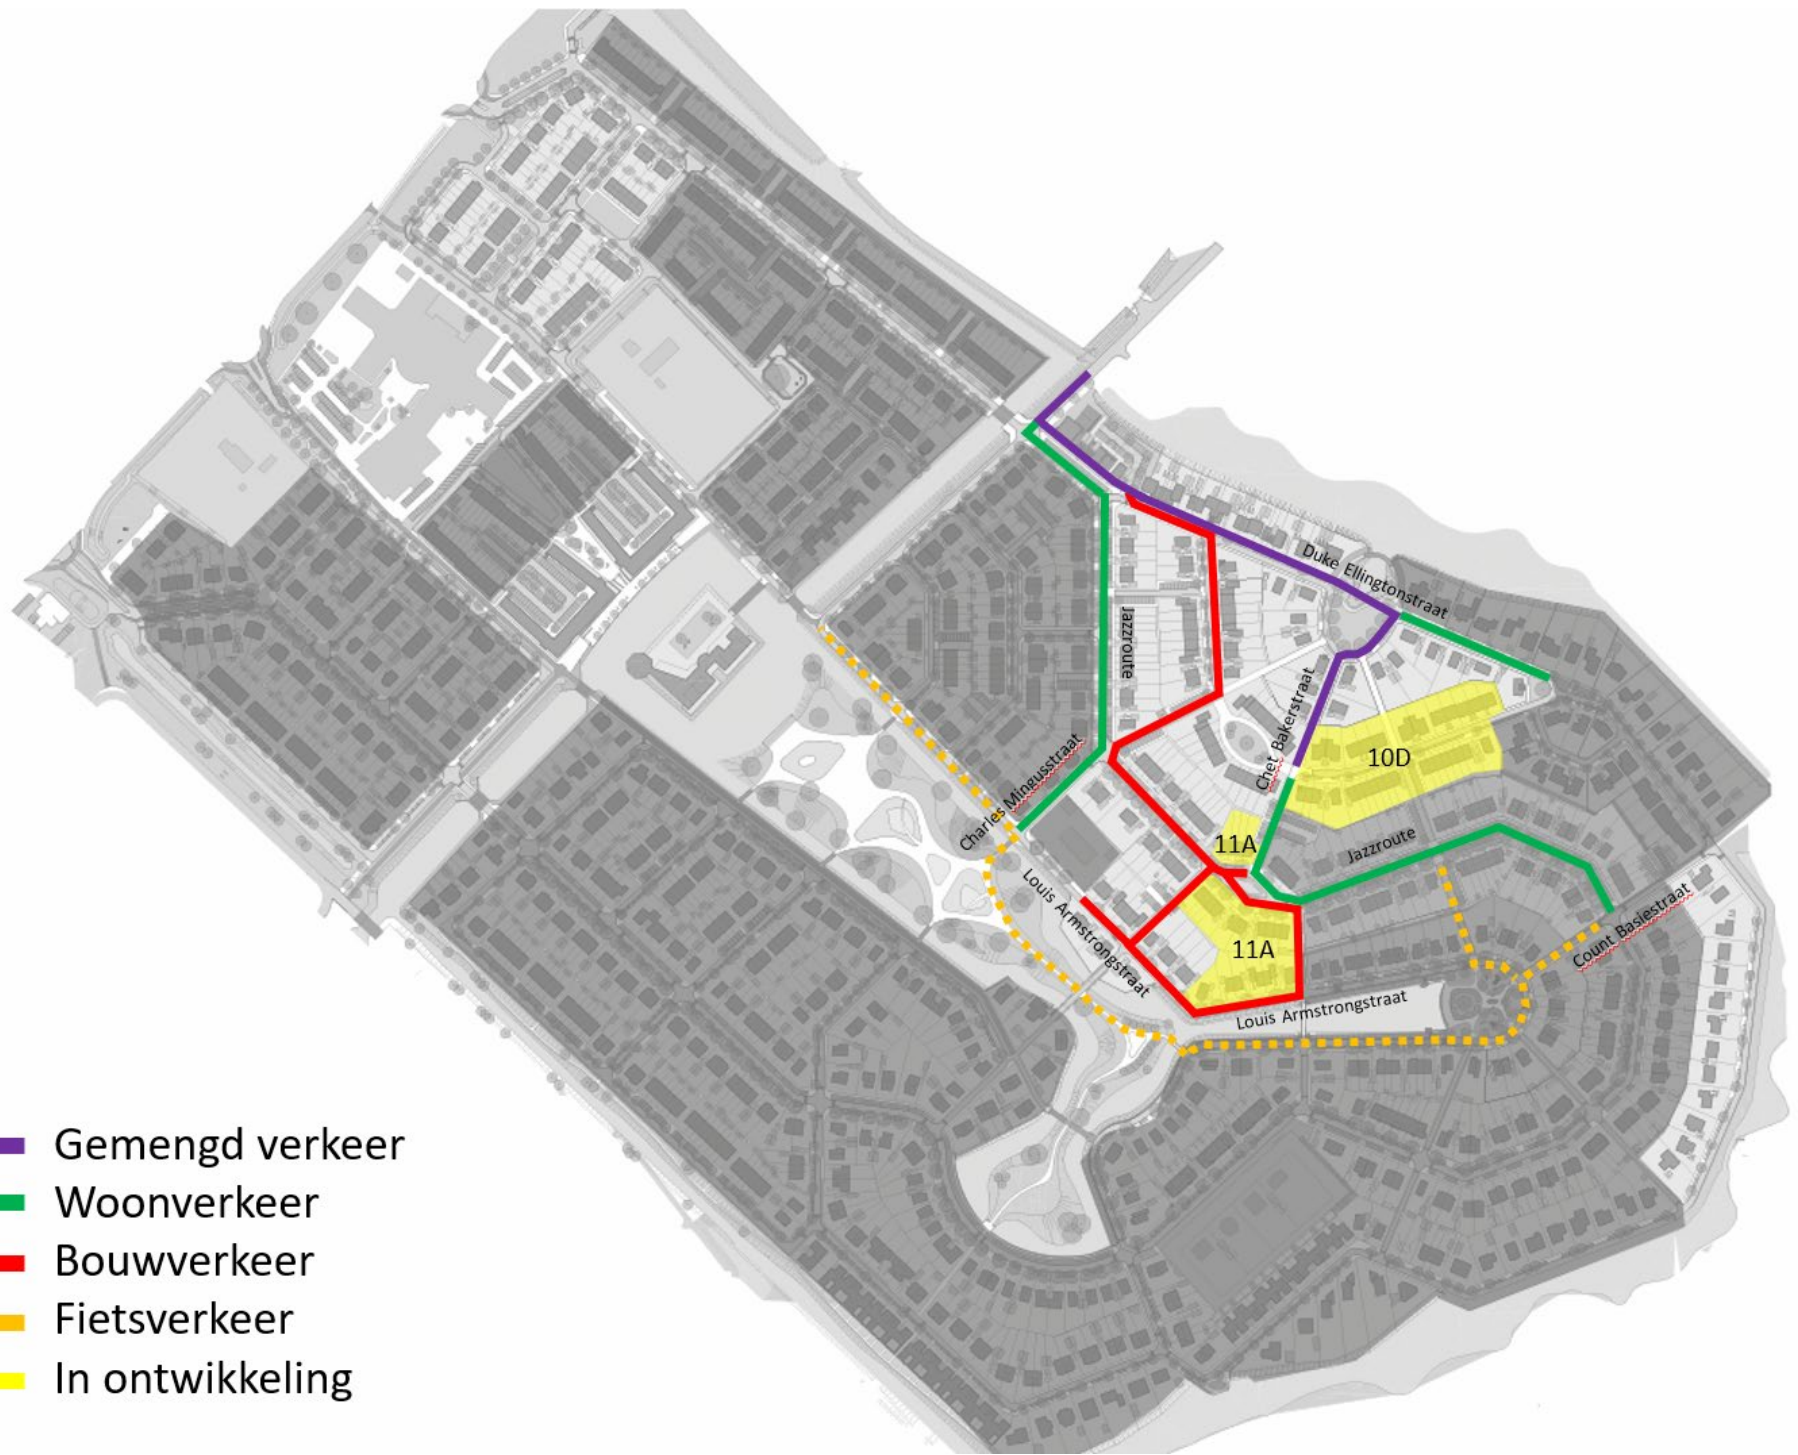 Duke Ellingtonstraat
Jazzroute
Chet Bakerstraat
10D
Charles Mingusstraat
11A
Jazzroute
Louis Armstrongstraat
11A
Count Basiestraat
Louis Armstrongstraat
Gemengd verkeer
Woonverkeer
Bouwverkeer
Fietsverkeer
In ontwikkeling